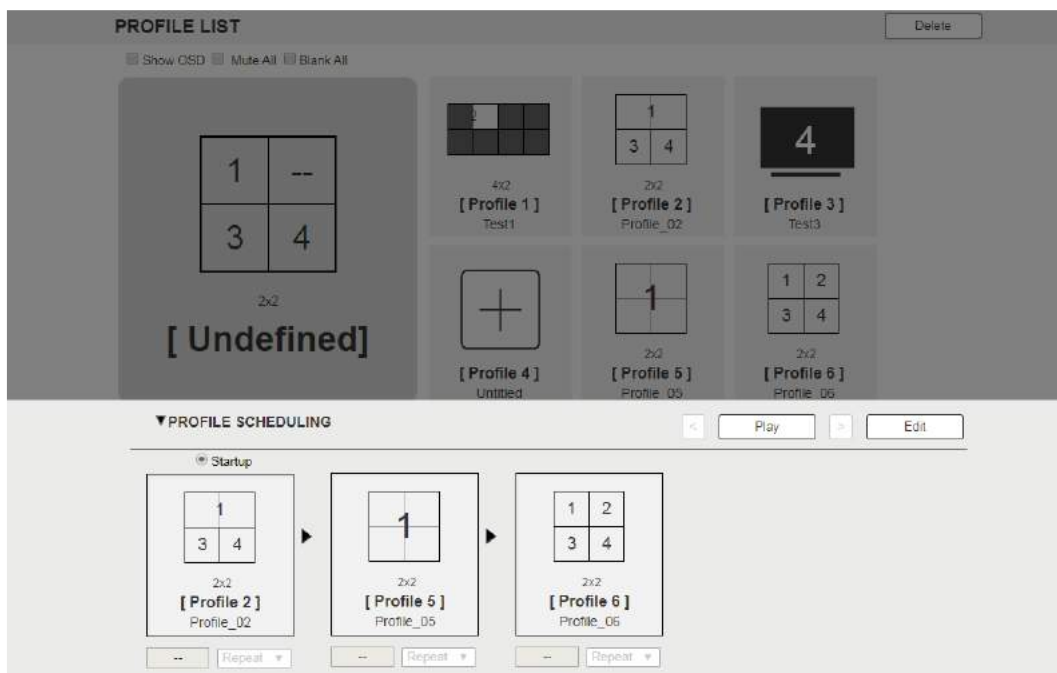 PROFILE LIST
Delete
Show OSD Mute All Blank All
1 --
3 4
2x2
[ Undefined]
2
4x2
[ Profile 1 ]
Test1
1
3 4
2x2
[ Profile 2 ]
Profile_02
4
[ Profile 3 ]
Test3
[ Profile 4 ]
Untitled
1
2x2
[ Profile 5 ]
Profile_05
1 2
3 4
2x2
[ Profile 6 ]
Profile_06
▼PROFILE SCHEDULING
< Play > Edit
Startup
1
3 4
2x2
[ Profile 2 ]
Profile_02
-- Repeat ▼
1
2x2
[ Profile 5 ]
Profile_05
-- Repeat ▼
1 2
3 4
2x2
[ Profile 6 ]
Profile_06
-- Repeat ▼